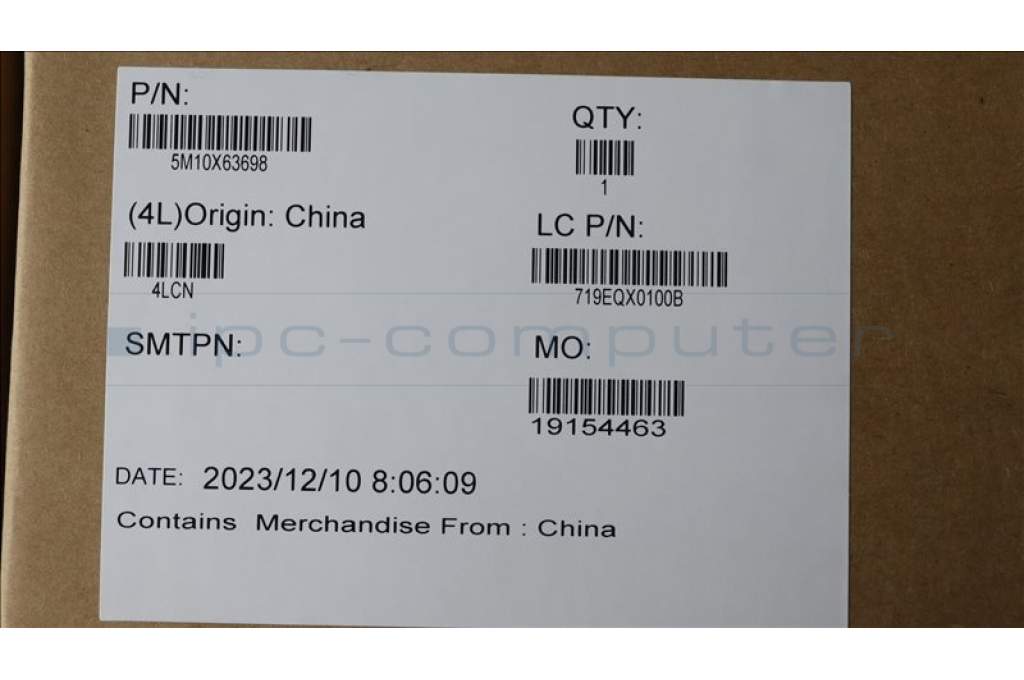 P/N:
5M10X63698
QTY:
1
(4L)Origin: China
4LCN
LC P/N:
719EQX0100B
SMTPN:
MO:
19154463
ipc-computer
DATE: 2023/12/10 8:06:09
Contains Merchandise From : China